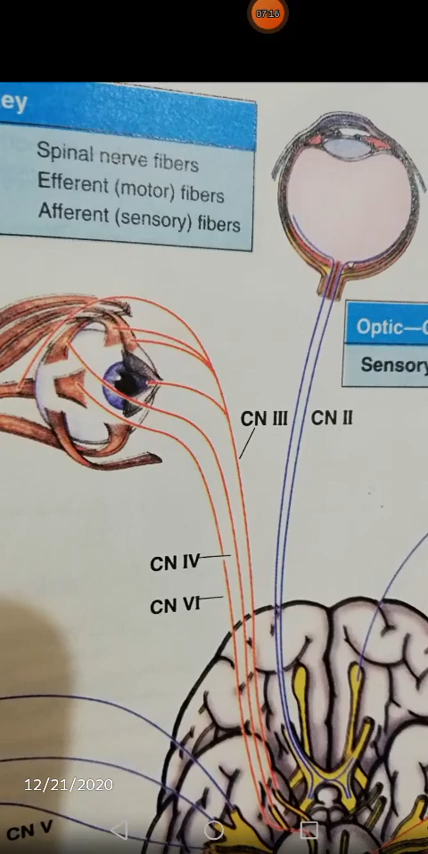 07:16
ey
Spinal nerve fibers
Efferent (motor) fibers
Afferent (sensory) fibers
Optic—
Sensory
CN III
CN II
CN IV
CN VI
12/21/2020
CN V